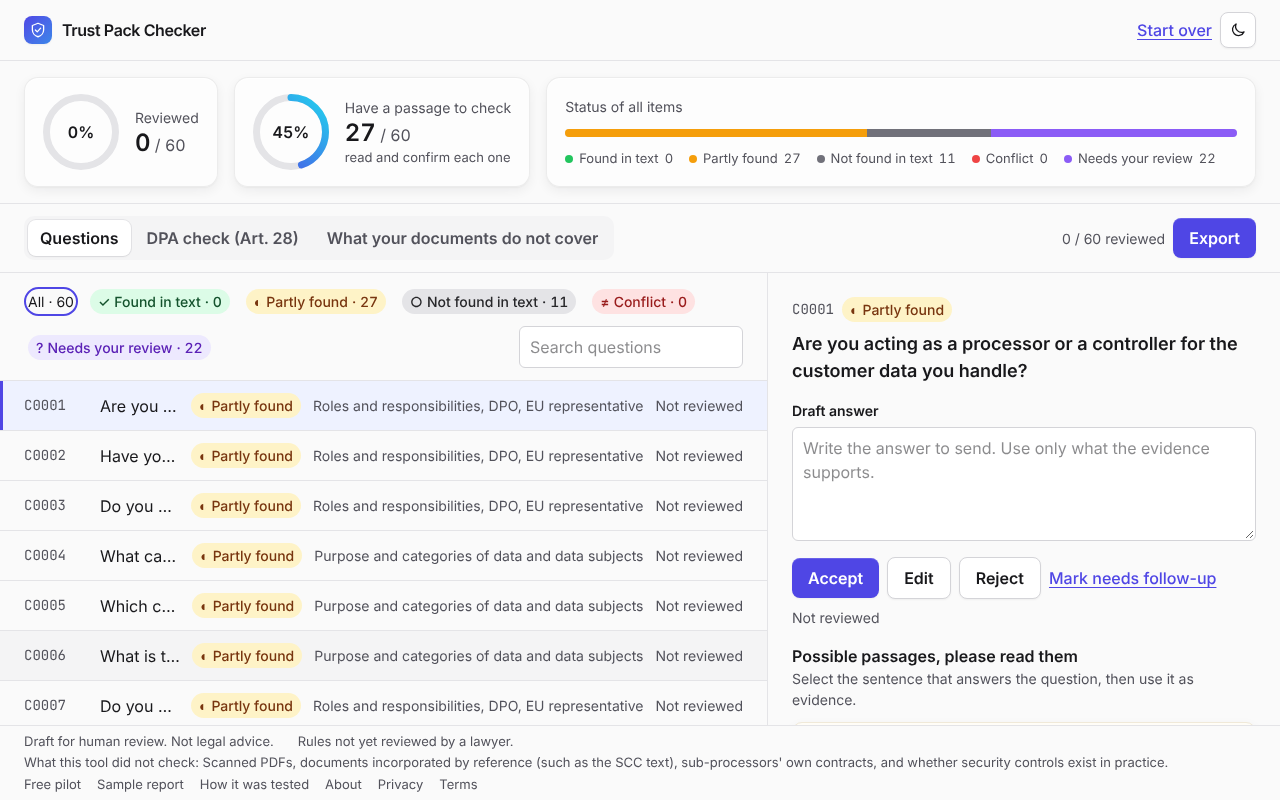 Trust Pack Checker
Start over
0%
Reviewed
0 / 60
45%
Have a passage to check
27 / 60
read and confirm each one
Status of all items
Found in text 0
Partly found 27
Not found in text 11
Conflict 0
Needs your review 22
Questions
DPA check (Art. 28)
What your documents do not cover
0 / 60 reviewed
Export
All · 60
✓ Found in text · 0
Partly found · 27
Not found in text · 11
≠ Conflict · 0
? Needs your review · 22
Search questions
C0001 Are you ... Partly found Roles and responsibilities, DPO, EU representative Not reviewed
C0002 Have yo... Partly found Roles and responsibilities, DPO, EU representative Not reviewed
C0003 Do you ... Partly found Roles and responsibilities, DPO, EU representative Not reviewed
C0004 What ca... Partly found Purpose and categories of data and data subjects Not reviewed
C0005 Which c... Partly found Purpose and categories of data and data subjects Not reviewed
C0006 What is t... Partly found Purpose and categories of data and data subjects Not reviewed
C0007 Do you ... Partly found Purpose and categories of data and data subjects Not reviewed
C0001 Partly found
Are you acting as a processor or a controller for the
customer data you handle?
Draft answer
Write the answer to send. Use only what the evidence
supports.
Accept
Edit
Reject
Mark needs follow-up
Not reviewed
Possible passages, please read them
Select the sentence that answers the question, then use it as
evidence.
Draft for human review. Not legal advice. Rules not yet reviewed by a lawyer.
What this tool did not check: Scanned PDFs, documents incorporated by reference (such as the SCC text), sub-processors' own contracts, and whether security controls exist in practice.
Free pilot Sample report How it was tested About Privacy Terms